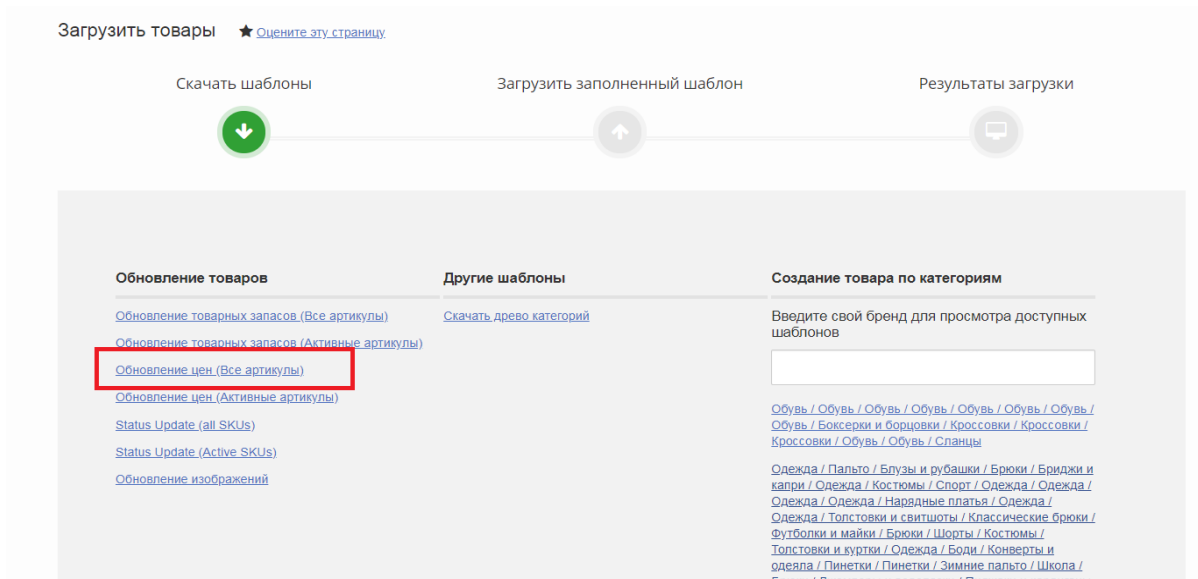 Загрузить товары ★ Оцените эту страницу
Скачать шаблоны
Загрузить заполненный шаблон
Результаты загрузки
Обновление товаров
Обновление товарных запасов (Все артикулы)
Обновление товарных запасов (Активные артикулы)
Обновление цен (Все артикулы)
Обновление цен (Активные артикулы)
Status Update (all SKUs)
Status Update (Active SKUs)
Обновление изображений
Другие шаблоны
Скачать древо категорий
Создание товара по категориям
Введите свой бренд для просмотра доступных
шаблонов
Обувь / Обувь / Обувь / Обувь / Обувь / Обувь / Обувь /
Обувь / Боксерки и борцовки / Кроссовки / Кроссовки /
Кроссовки / Обувь / Обувь / Сланцы
Одежда / Пальто / Блузы и рубашки / Брюки / Бриджи и
капри / Одежда / Костюмы / Спорт / Одежда / Одежда /
Одежда / Одежда / Нарядные платья / Одежда /
Одежда / Толстовки и свитшоты / Классические брюки /
Футболки и майки / Брюки / Шорты / Костюмы /
Толстовки и куртки / Одежда / Боди / Конверты и
одеяла / Пинетки / Пинетки / Зимние пальто / Школа /